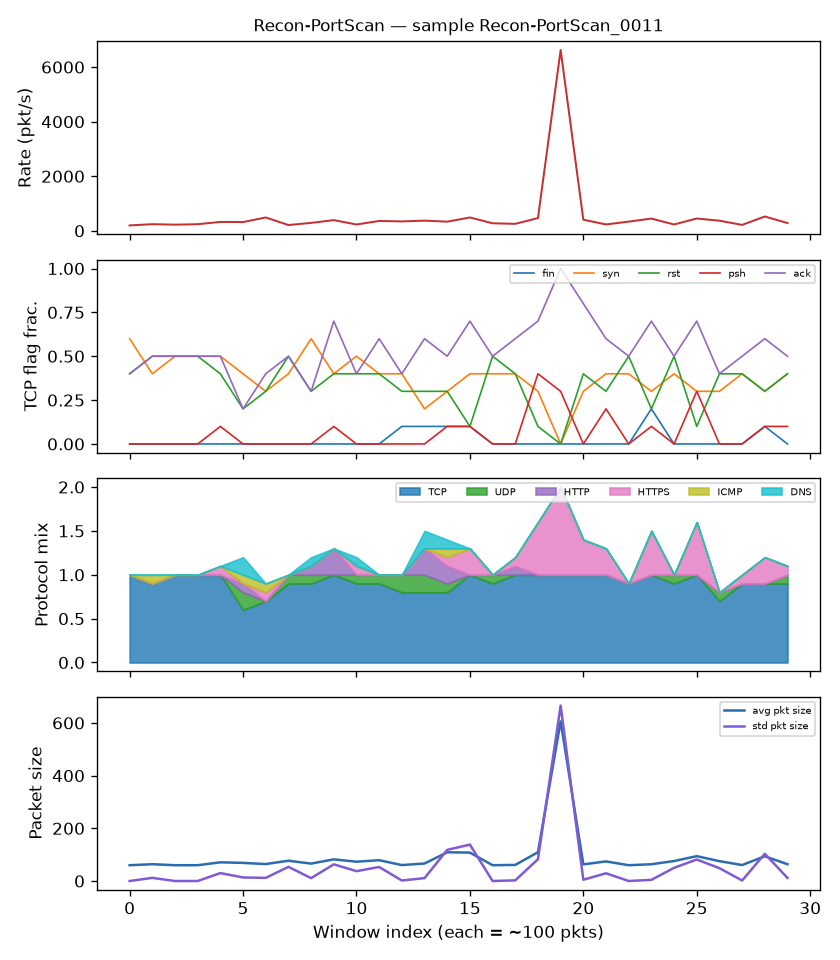 Recon-PortScan — sample Recon-PortScan_0011
Rate (pkt/s)
6000
4000
2000
0
TCP flag frac.
1.00
0.75
0.50
0.25
0.00
fin syn rst psh ack
Protocol mix
2.0
1.5
1.0
0.5
0.0
TCP UDP HTTP HTTPS ICMP DNS
Packet size
600
400
200
0
avg pkt size
std pkt size
0 5 10 15 20 25 30
Window index (each = ~100 pkts)